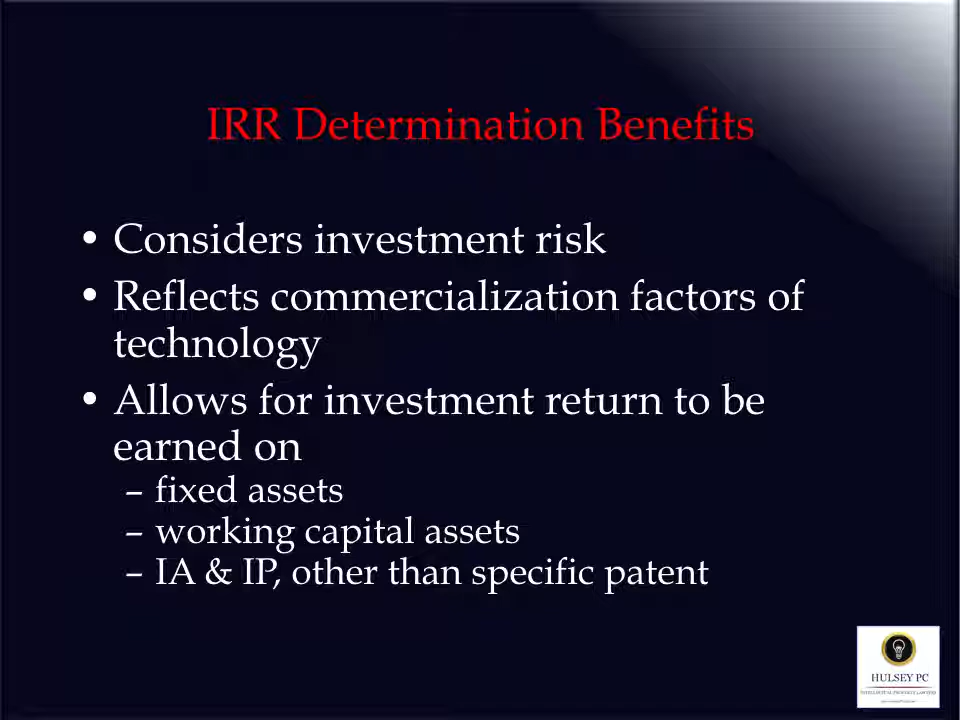 IRR Determination Benefits
• Considers investment risk
• Reflects commercialization factors of
technology
• Allows for investment return to be
earned on
– fixed assets
– working capital assets
– IA & IP, other than specific patent
HULSEY PC